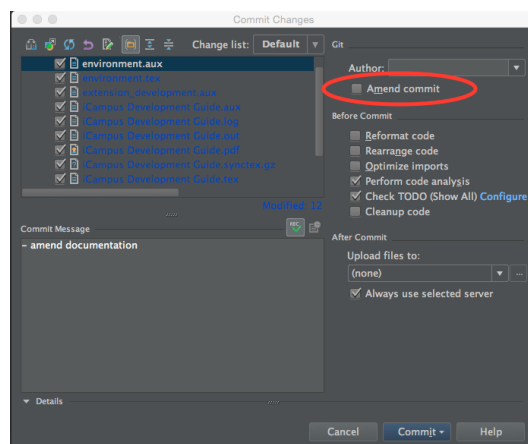 Commit Changes
Change list: Default
environment.aux
environment.tex
extension_development.aux
ICampus Development Guide.aux
ICampus Development Guide.log
ICampus Development Guide.out
ICampus Development Guide.pdf
ICampus Development Guide.synctex.gz
ICampus Development Guide.tex
Modified 12
Commit Message
- amend documentation
Details
Git
Author:
Amend commit
Before Commit
Reformat code
Rearrange code
Optimize imports
Perform code analysis
Check TODO (Show All) Configure
Cleanup code
After Commit
Upload files to:
(none)
...
Always use selected server
Cancel
Commit
Help